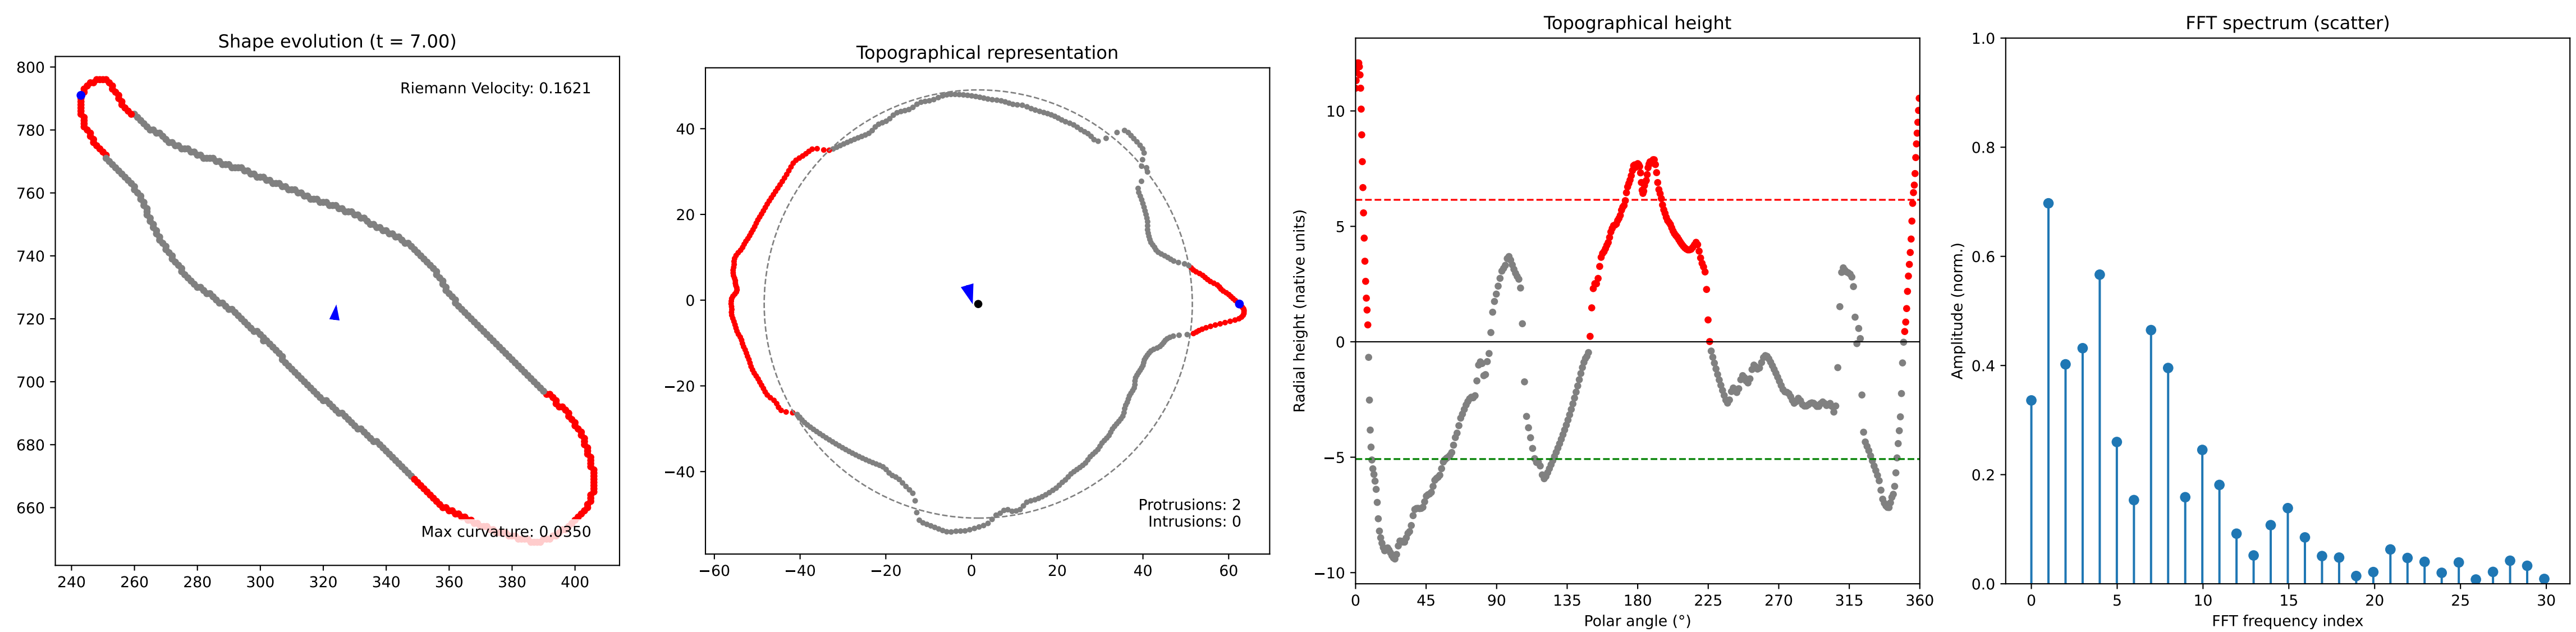 Shape evolution (t = 7.00)
Riemann Velocity: 0.1621
Max curvature: 0.0350
800
780
760
740
720
700
680
660
240 260 280 300 320 340 360 380 400
Topographical representation
40
20
0
−20
−40
−60 −40 −20 0 20 40 60
Protrusions: 2
Intrusions: 0
Topographical height
Radial height (native units)
10
5
0
−5
−10
0 45 90 135 180 225 270 315 360
Polar angle (°)
FFT spectrum (scatter)
Amplitude (norm.)
1.0
0.8
0.6
0.4
0.2
0.0
0 5 10 15 20 25 30
FFT frequency index